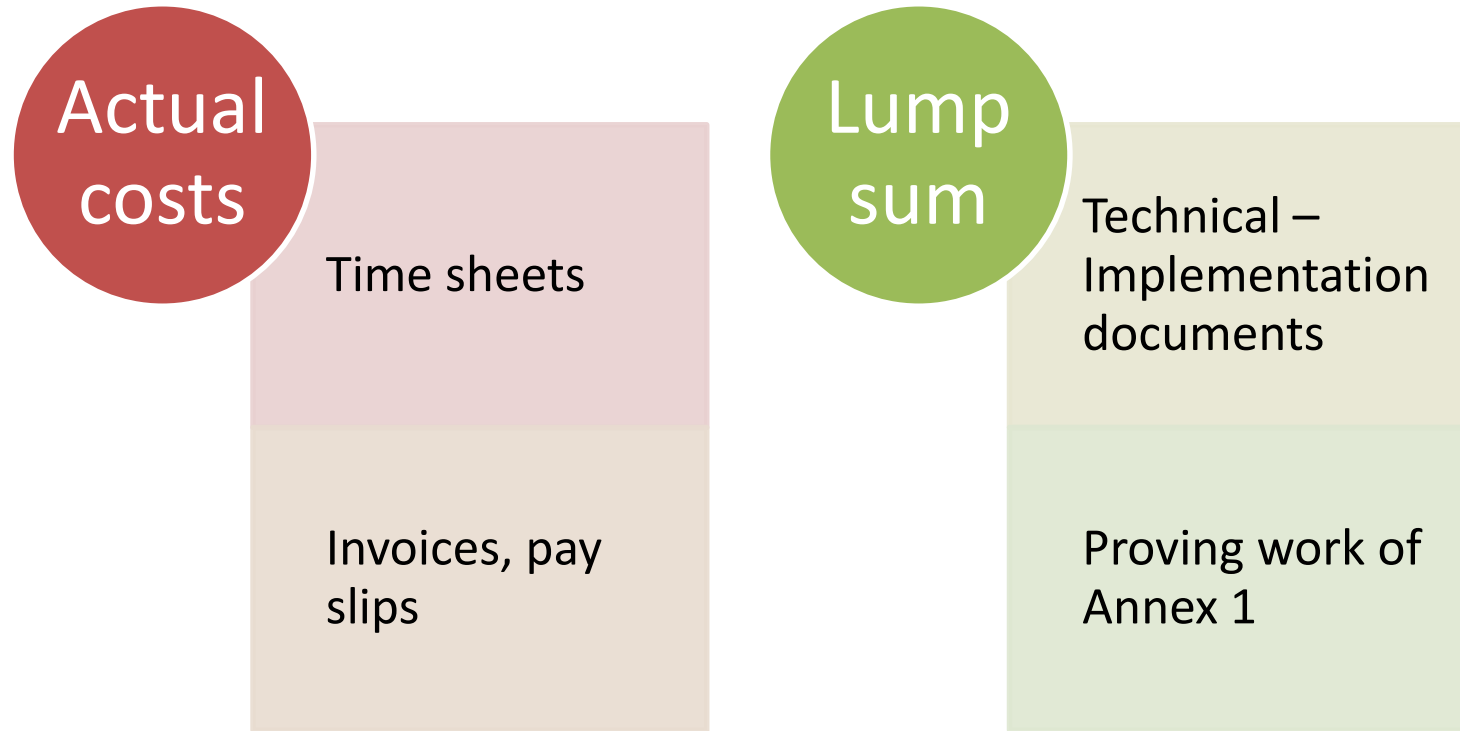 Actual
costs
Time sheets
Invoices, pay
slips
Lump
sum
Technical –
Implementation
documents
Proving work of
Annex 1